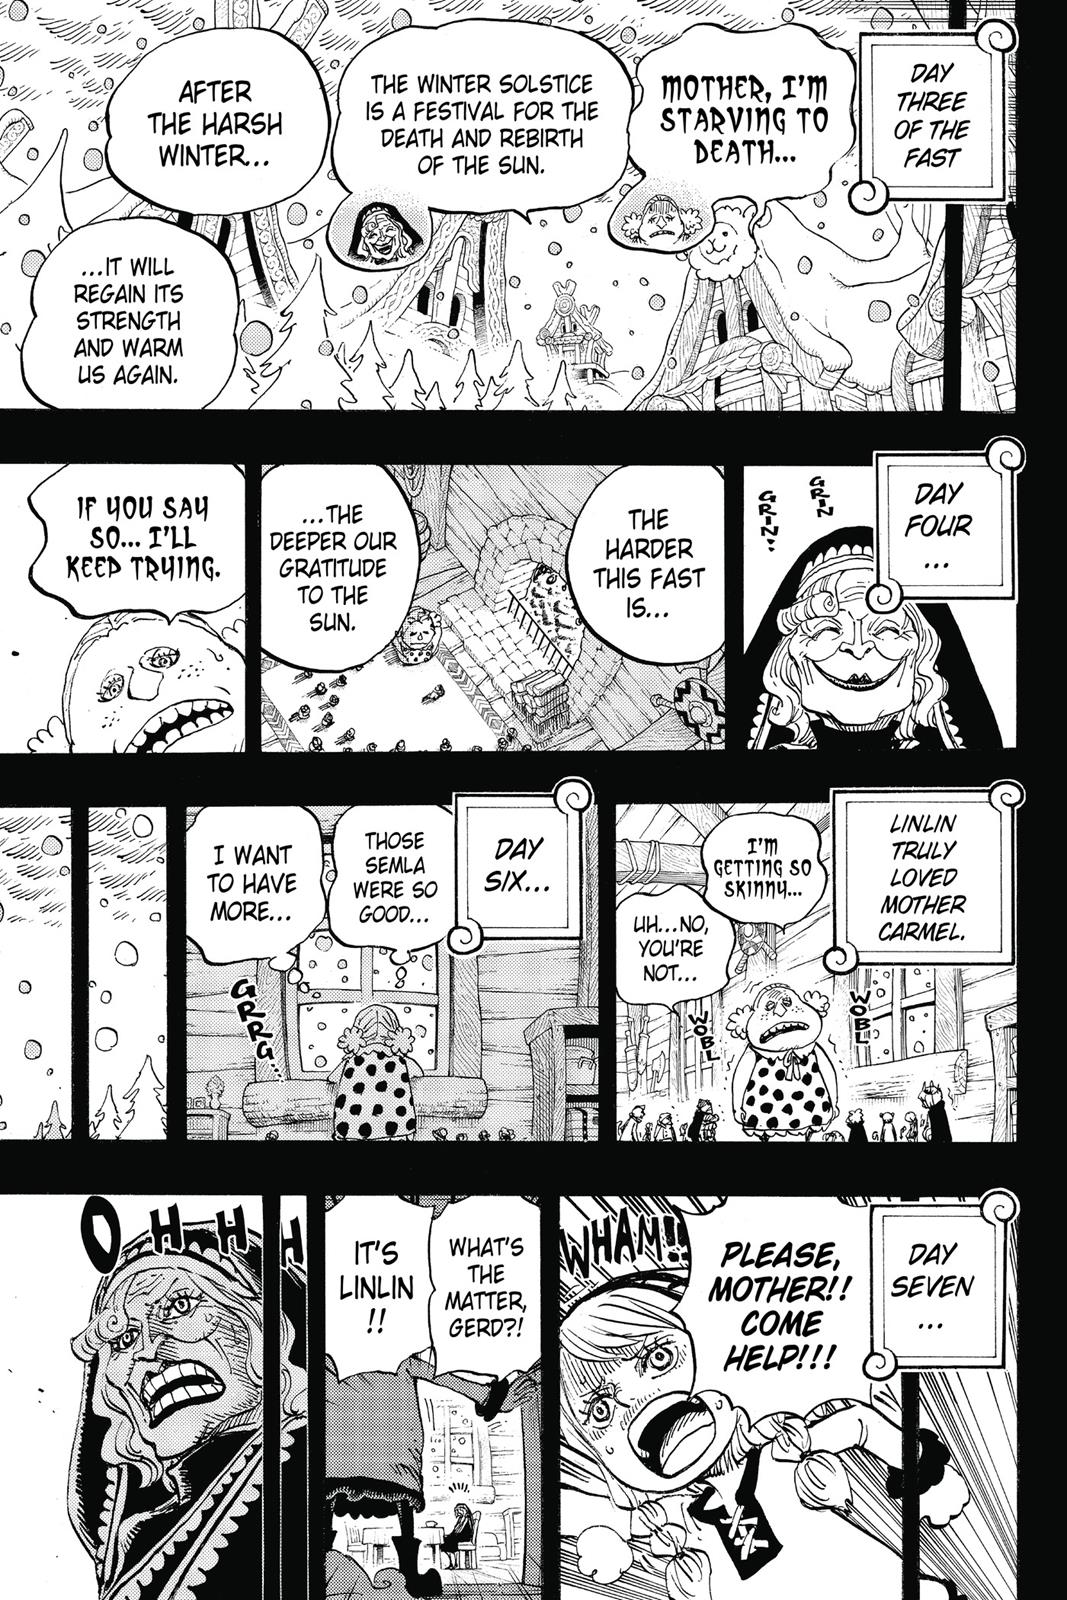 DAY
THREE
OF THE
FAST
MOTHER, I'M
STARVING TO
DEATH...
THE WINTER SOLSTICE
IS A FESTIVAL FOR THE
DEATH AND REBIRTH
OF THE SUN.
AFTER
THE HARSH
WINTER...
...IT WILL
REGAIN ITS
STRENGTH
AND WARM
US AGAIN.
DAY
FOUR
...
GRIN
GRIN
THE
HARDER
THIS FAST
IS...
...THE
DEEPER OUR
GRATITUDE
TO THE
SUN.
IF YOU SAY
SO... I'LL
KEEP TRYING.
LINLIN
TRULY
LOVED
MOTHER
CARMEL.
I'M
GETTING SO
SKINNY...
UH...NO,
YOU'RE
NOT...
WOBL
WOBL
DAY
SIX...
THOSE
SEMLA
WERE SO
GOOD...
I WANT
TO HAVE
MORE...
GRRG...
DAY
SEVEN
...
PLEASE,
MOTHER!!
COME
HELP!!!
WHAM!!
WHAT'S
THE
MATTER,
GERD?!
IT'S
LINLIN
!!
OHHHH